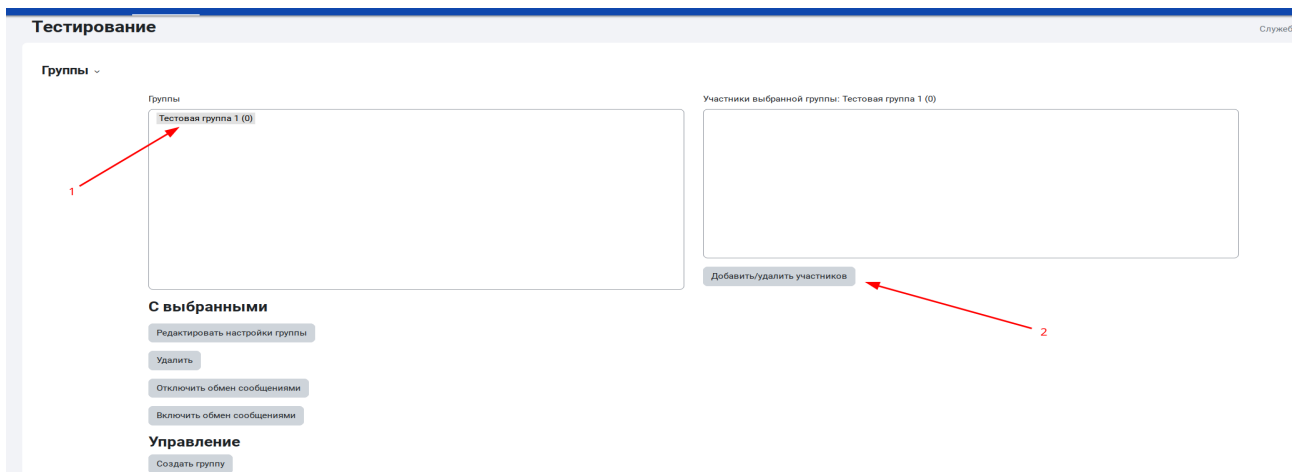 Тестирование
Служеб
Группы
Группы
Участники выбранной группы: Тестовая группа 1 (0)
Тестовая группа 1 (0)
1
Добавить/удалить участников
2
С выбранными
Редактировать настройки группы
Удалить
Отключить обмен сообщениями
Включить обмен сообщениями
Управление
Создать группу